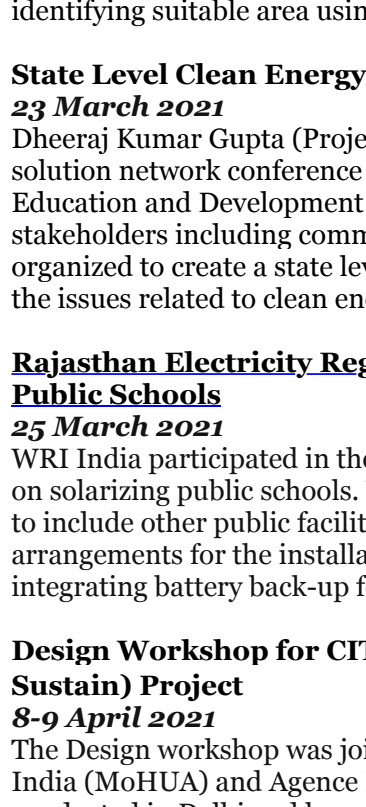 identifying suitable area usin
State Level Clean Energy
23 March 2021
Dheeraj Kumar Gupta (Proje
solution network conference
Education and Development
stakeholders including comm
organized to create a state lev
the issues related to clean en
Rajasthan Electricity Reg
Public Schools
25 March 2021
WRI India participated in the
on solarizing public schools.
to include other public facilit
arrangements for the installa
integrating battery back-up f
Design Workshop for CIT
Sustain) Project
8-9 April 2021
The Design workshop was joi
India (MoHUA) and Agence